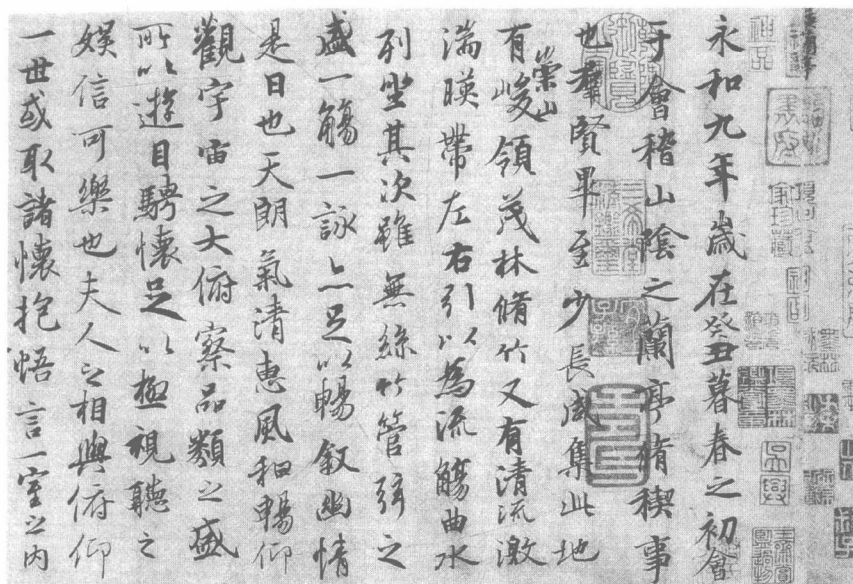 永和九年歲在癸丑暮春之初會
于會稽山陰之蘭亭脩稧事
也羣賢畢至少長咸集此地
有崇山峻領茂林脩竹又有清流激
湍暎帶左右引以為流觴曲水
列坐其次雖無絲竹管弦之
盛一觴一詠亦足以暢敘幽情
是日也天朗氣清惠風和暢仰
觀宇宙之大俯察品類之盛
所以遊目騁懷足以極視聽之
娛信可樂也夫人之相與俯仰
一世或取諸懷抱悟言一室之內
神品